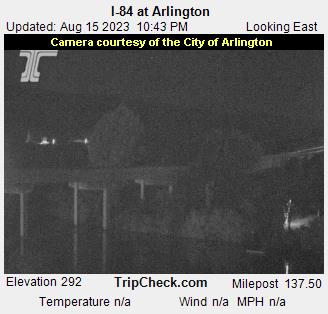 I-84 at Arlington
Updated: Aug 15 2023 10:43 PM Looking East
Camera courtesy of the City of Arlington
Elevation 292 TripCheck.com Milepost 137.50
Temperature n/a Wind n/a MPH n/a